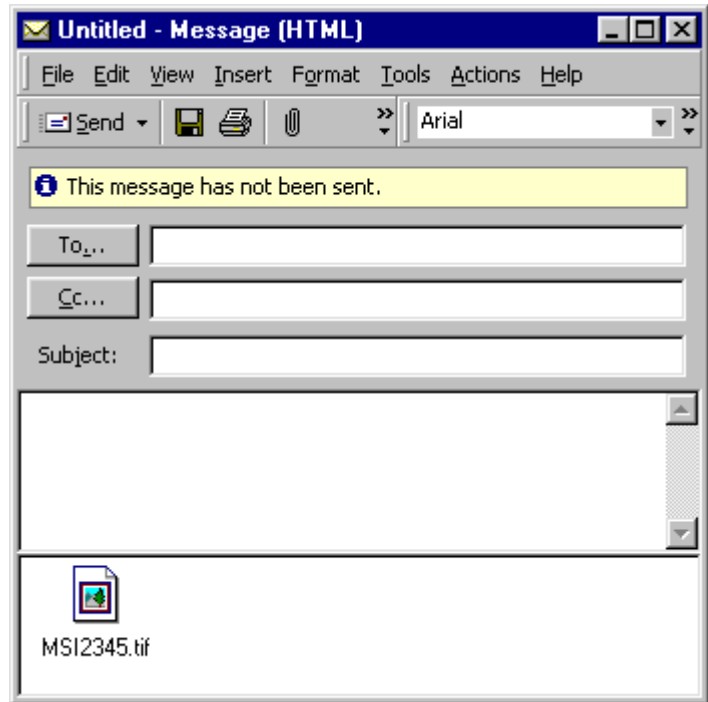 Untitled - Message (HTML)
File Edit View Insert Format Tools Actions Help
Send Arial
This message has not been sent.
To...
Cc...
Subject:
MSI2345.tif